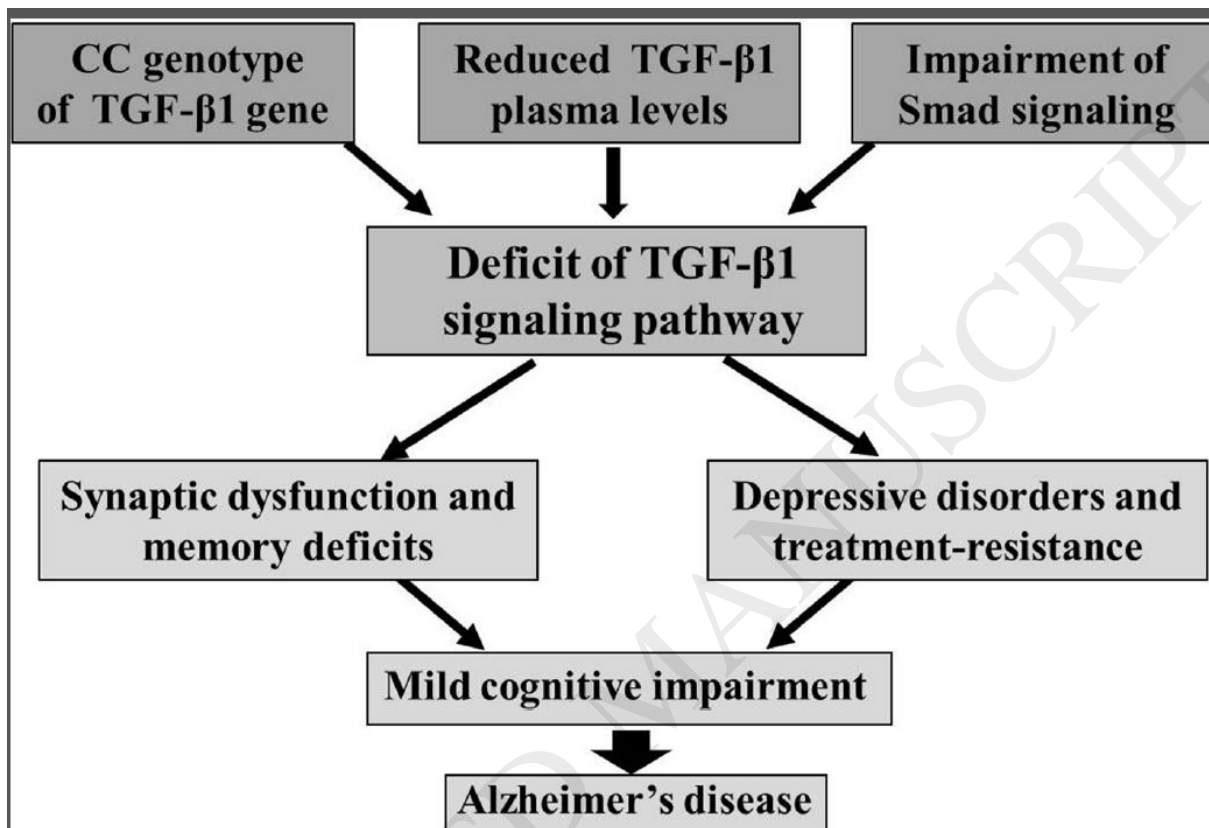 CC genotype
of TGF-β1 gene
Reduced TGF-β1
plasma levels
Impairment of
Smad signaling
Deficit of TGF-β1
signaling pathway
Synaptic dysfunction and
memory deficits
Depressive disorders and
treatment-resistance
Mild cognitive impairment
Alzheimer’s disease
D MANUSCRIPT